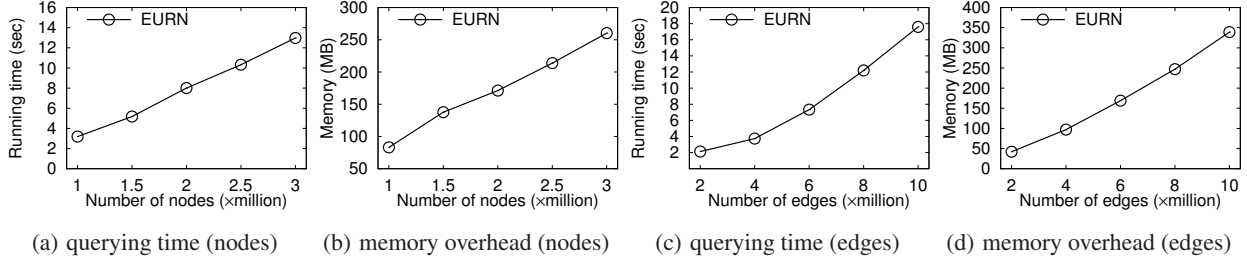 EURN
16
14
12
10
8
6
4
2
0
Running time (sec)
1 1.5 2 2.5 3
Number of nodes (×million)
(a) querying time (nodes)
EURN
300
250
200
150
100
50
Memory (MB)
1 1.5 2 2.5 3
Number of nodes (×million)
(b) memory overhead (nodes)
EURN
20
18
16
14
12
10
8
6
4
2
Running time (sec)
2 4 6 8 10
Number of edges (×million)
(c) querying time (edges)
EURN
400
350
300
250
200
150
100
50
0
Memory (MB)
2 4 6 8 10
Number of edges (×million)
(d) memory overhead (edges)